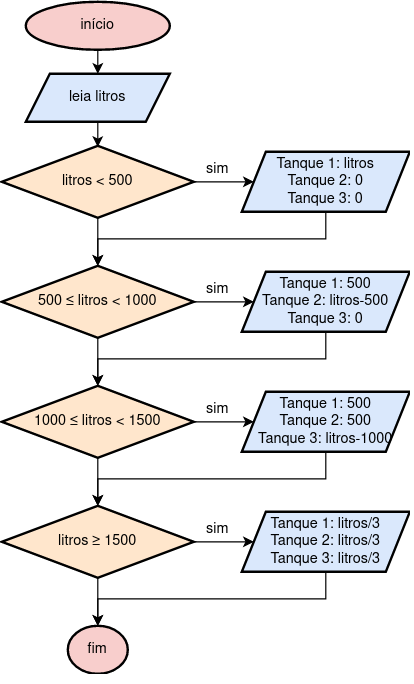 início
leia litros
litros < 500
sim
Tanque 1: litros
Tanque 2: 0
Tanque 3: 0
500 ≤ litros < 1000
sim
Tanque 1: 500
Tanque 2: litros-500
Tanque 3: 0
1000 ≤ litros < 1500
sim
Tanque 1: 500
Tanque 2: 500
Tanque 3: litros-1000
litros ≥ 1500
sim
Tanque 1: litros/3
Tanque 2: litros/3
Tanque 3: litros/3
fim